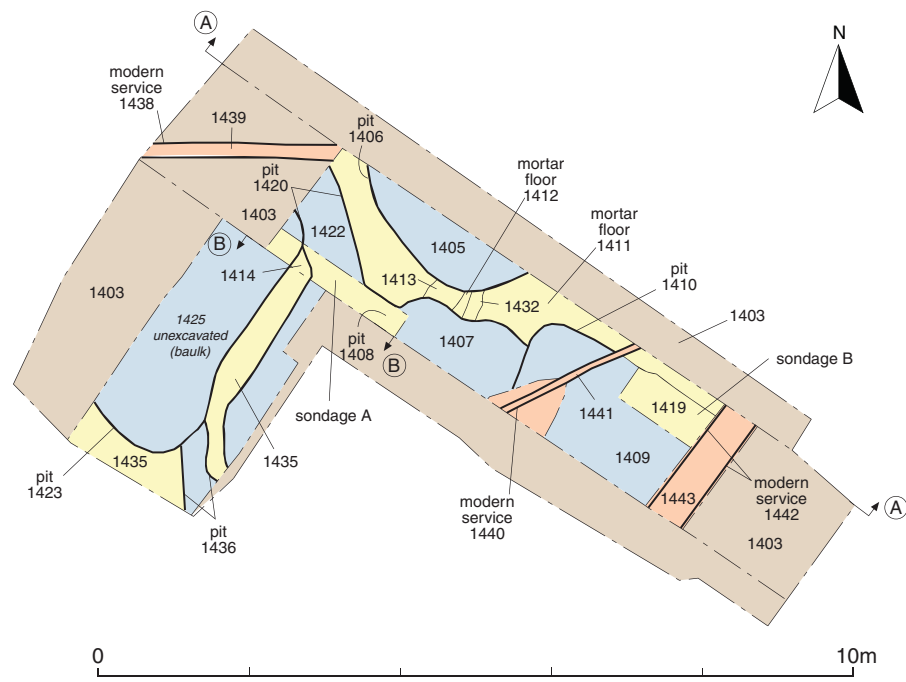 A
N
modern
service
1438
1439
pit
1406
mortar
floor
1412
pit
1420
mortar
floor
1411
1403
1422
B
1405
pit
1410
1414
1413
1432
1403
1403
1425
unexcavated
(baulk)
pit
1408
1407
B
sondage B
sondage A
1441
1419
1435
1435
1409
pit
1423
modern
service
1440
1443
modern
service
1442
A
pit
1436
1403
0
10m